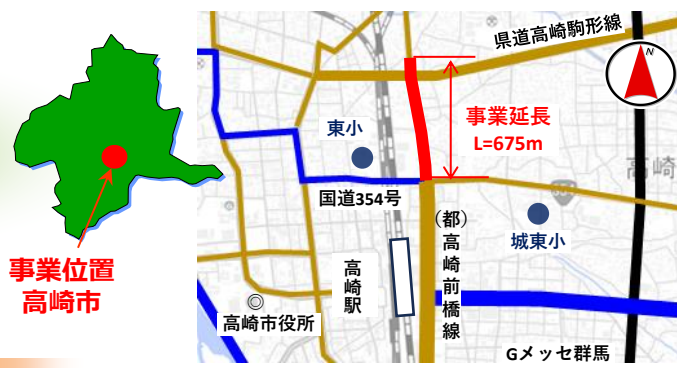 事業位置
高崎市
県道高崎駒形線
N
事業延長
L=675m
東小
高崎
国道354号
(都)高崎前橋線
城東小
高崎駅
高崎市役所
Gメッセ群馬